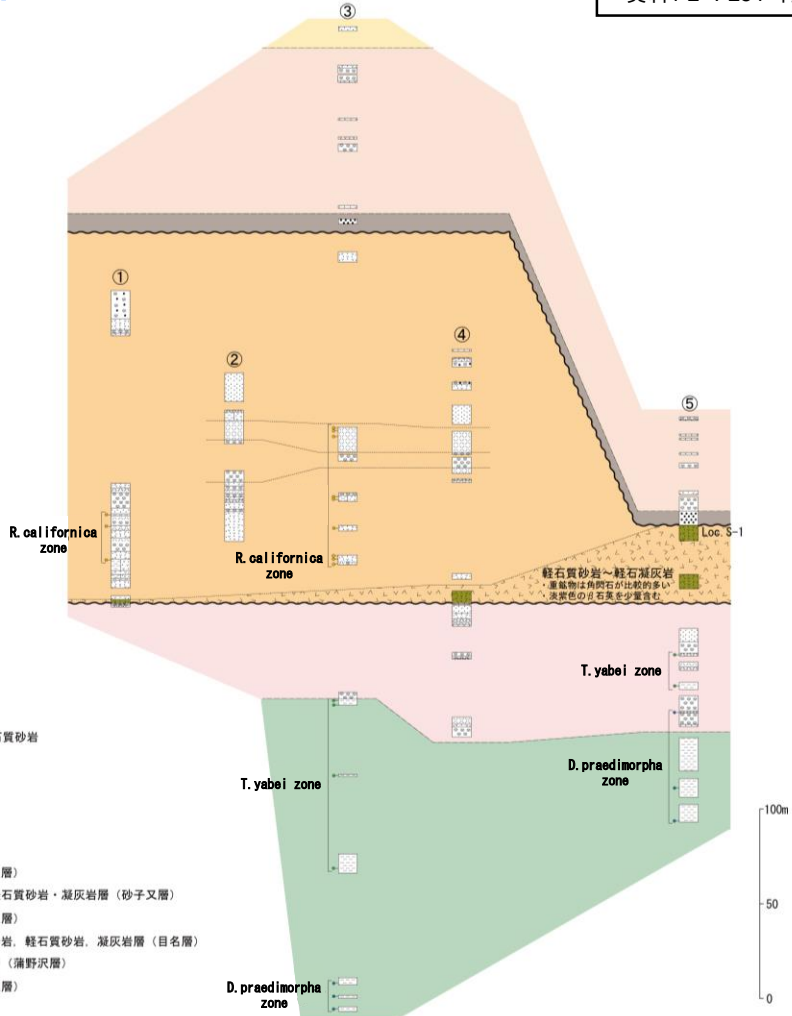 ③
①
②
④
⑤
R.californica
zone
R.californica
zone
Loc. S-1
軽石質砂岩～軽石凝灰岩
・重鉱物は角閃石が比較的多い
・淡紫色のβ石英を少量含む
T.yabei zone
T.yabei zone
D.praedimorpha
zone
D.praedimorpha
zone
石質砂岩
層）
石質砂岩・凝灰岩層（砂子又層）
層）
岩，軽石質砂岩，凝灰岩層（目名層）
（蒲野沢層）
層）
100m
50
0